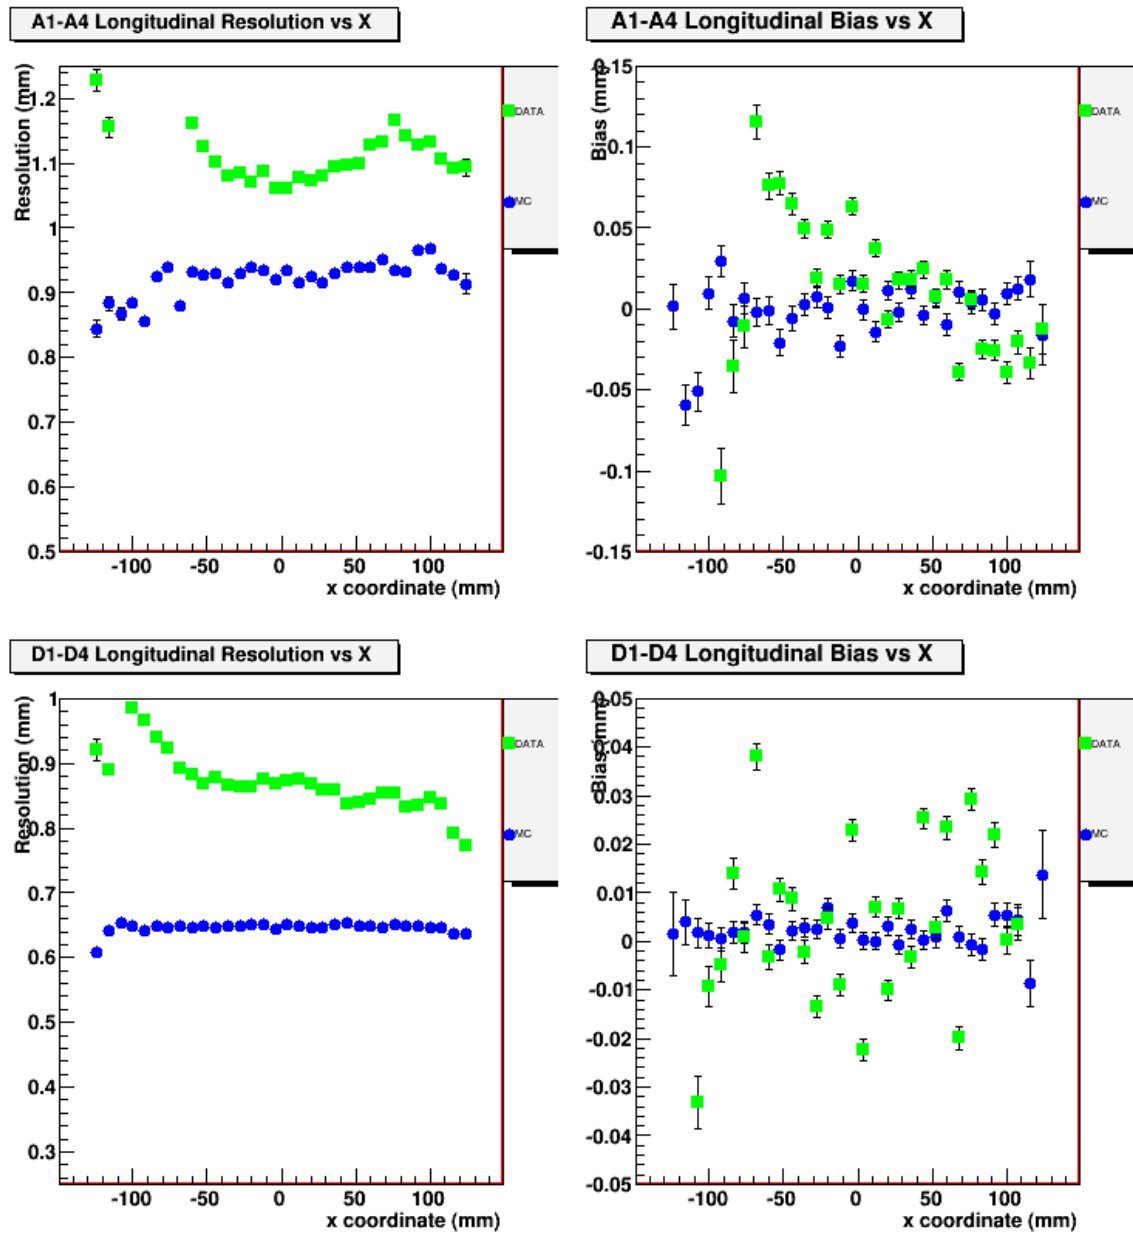 A1-A4 Longitudinal Resolution vs X
A1-A4 Longitudinal Bias vs X
Resolution (mm)
1.2
1.1
1
0.9
0.8
0.7
0.6
0.5
-100 -50 0 50 100
x coordinate (mm)
DATA
MC
Bias (mm)
0.15
0.1
0.05
0
-0.05
-0.1
-0.15
-100 -50 0 50 100
x coordinate (mm)
DATA
MC
D1-D4 Longitudinal Resolution vs X
D1-D4 Longitudinal Bias vs X
Resolution (mm)
1
0.9
0.8
0.7
0.6
0.5
0.4
0.3
-100 -50 0 50 100
x coordinate (mm)
DATA
MC
Bias (mm)
0.05
0.04
0.03
0.02
0.01
0
-0.01
-0.02
-0.03
-0.04
-0.05
-100 -50 0 50 100
x coordinate (mm)
DATA
MC